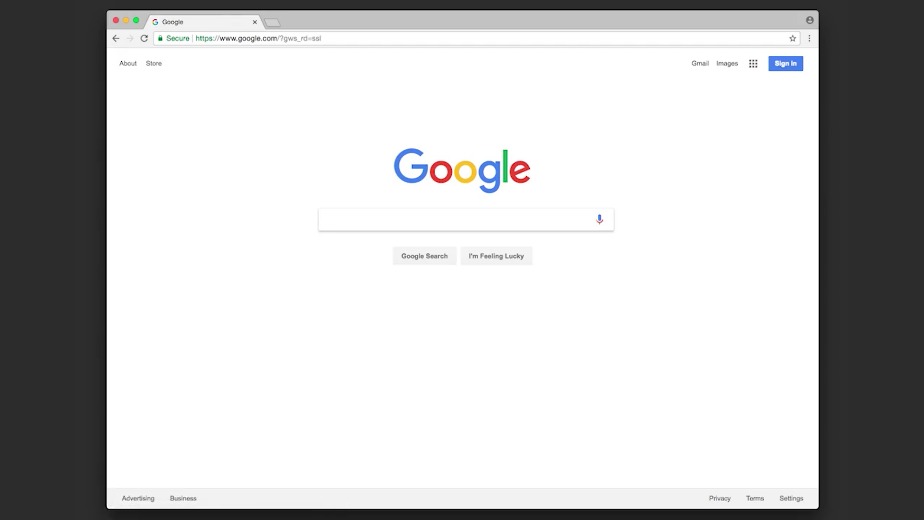 Google
Secure https://www.google.com/?gws_rd=ssl
About Store Gmail Images Sign in
Google
Google Search I'm Feeling Lucky
Advertising Business Privacy Terms Settings